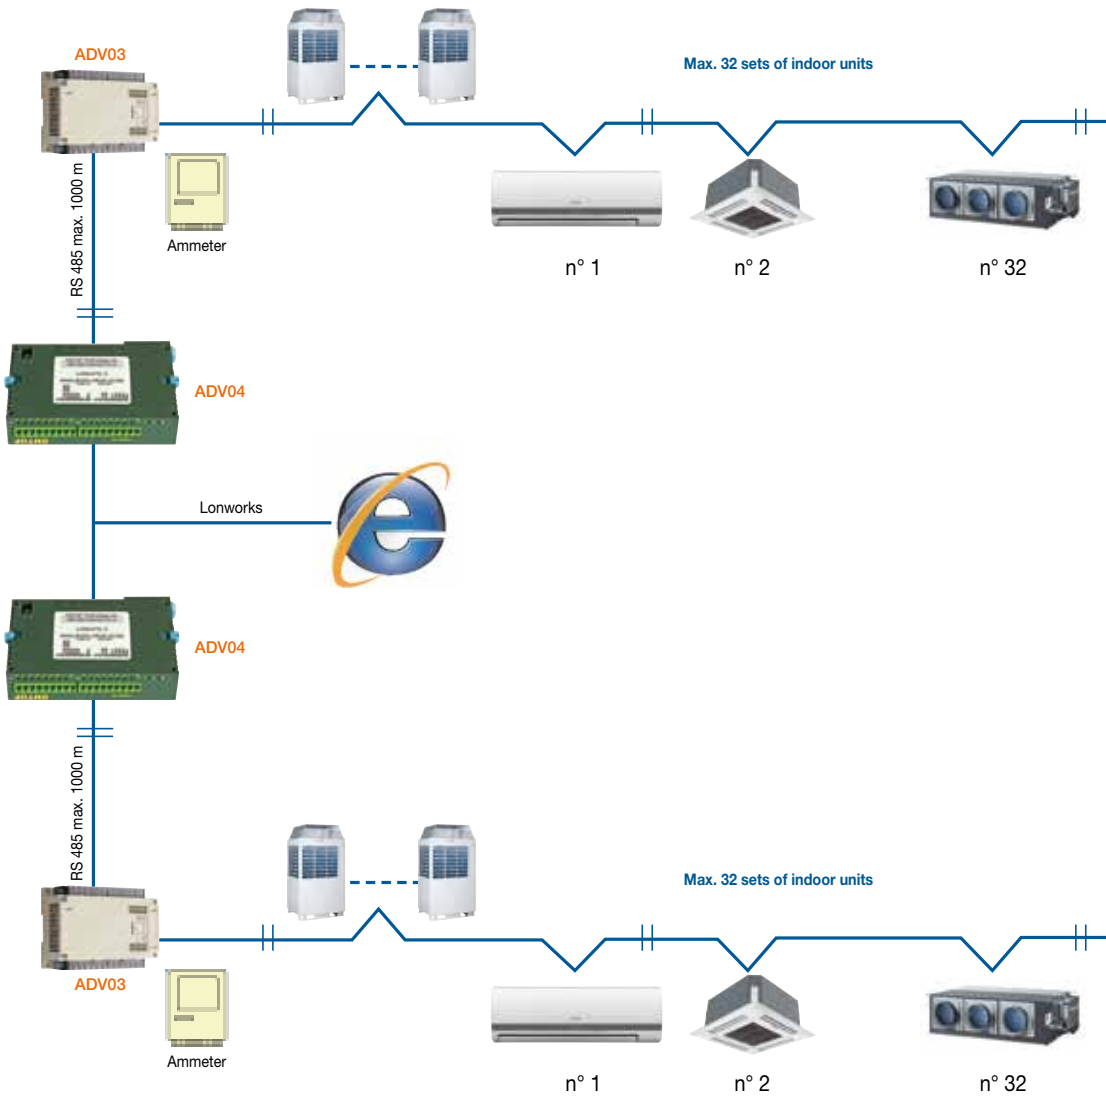 ADV03
Max. 32 sets of indoor units
RS 485 max. 1000 m
Ammeter
n° 1
n° 2
n° 32
ADV04
Lonworks
ADV04
RS 485 max. 1000 m
Max. 32 sets of indoor units
ADV03
Ammeter
n° 1
n° 2
n° 32